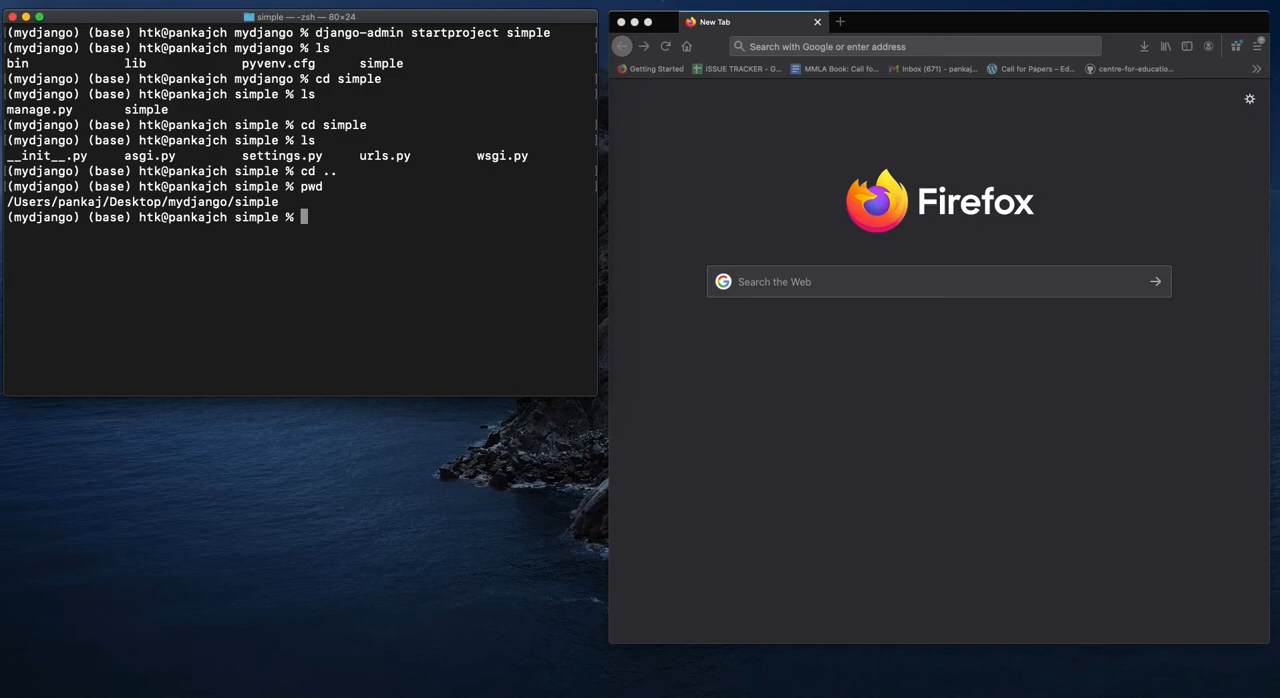 simple — -zsh — 80×24
(mydjango) (base) htk@pankajch mydjango % django-admin startproject simple
(mydjango) (base) htk@pankajch mydjango % ls
bin lib pyvenv.cfg simple
(mydjango) (base) htk@pankajch mydjango % cd simple
(mydjango) (base) htk@pankajch simple % ls
manage.py simple
(mydjango) (base) htk@pankajch simple % cd simple
(mydjango) (base) htk@pankajch simple % ls
__init__.py asgi.py settings.py urls.py wsgi.py
(mydjango) (base) htk@pankajch simple % cd ..
(mydjango) (base) htk@pankajch simple % pwd
/Users/pankaj/Desktop/mydjango/simple
(mydjango) (base) htk@pankajch simple %
New Tab
Search with Google or enter address
Getting Started ISSUE TRACKER – G... MMLA Book: Call fo... Inbox (671) – pankaj... Call for Papers – Ed... centre-for-educatio...
Firefox
Search the Web